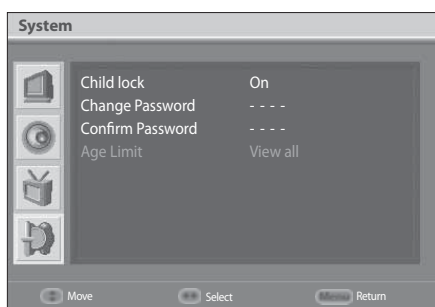 System
Child lock On
Change Password - - - -
Confirm Password - - - -
Age Limit View all
Move Select Menu Return